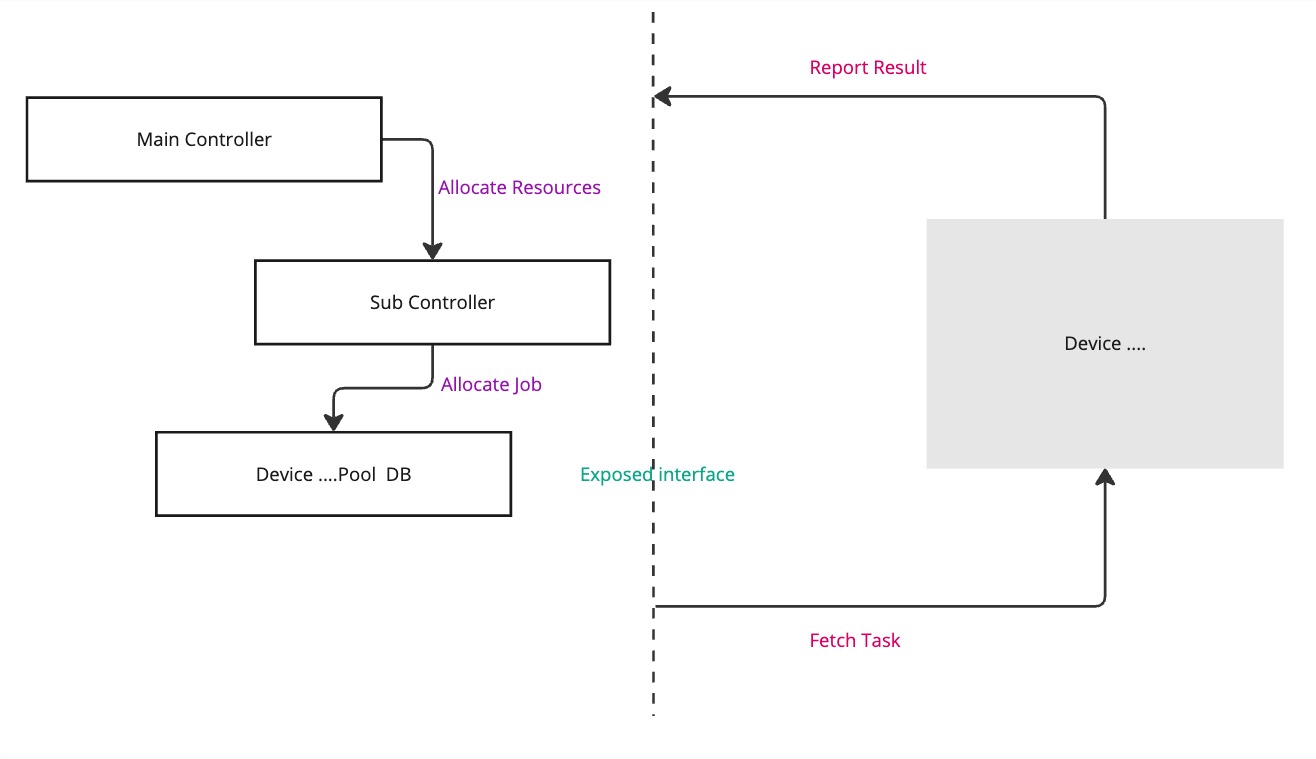 Report Result
Main Controller
Allocate Resources
Sub Controller
Device ....
Allocate Job
Device ....Pool  DB
Exposed interface
Fetch Task